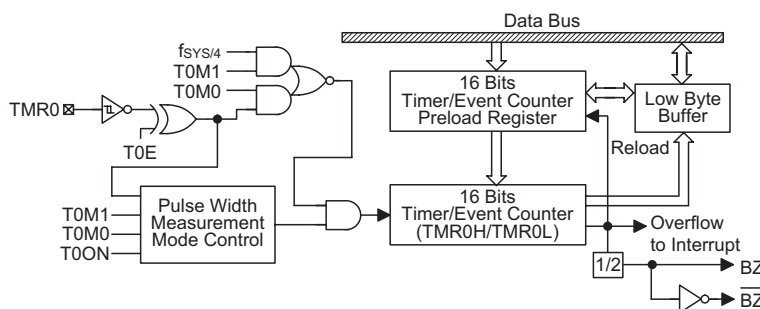 Data Bus
fSYS/4
T0M1
T0M0
TMR0
T0E
16 Bits
Timer/Event Counter
Preload Register
Low Byte
Buffer
Reload
T0M1
T0M0
T0ON
Pulse Width
Measurement
Mode Control
16 Bits
Timer/Event Counter
(TMR0H/TMR0L)
Overflow
to Interrupt
1/2
BZ
BZ